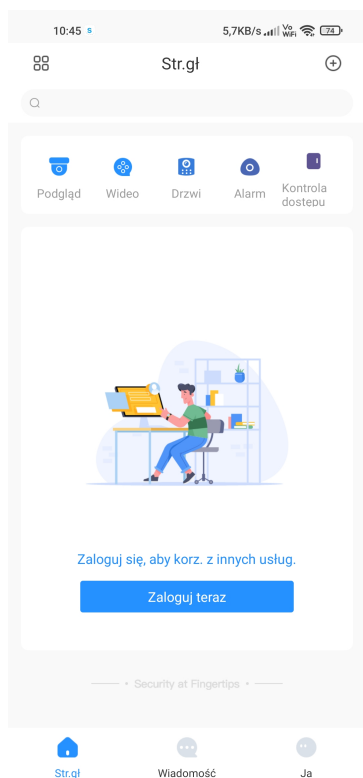 10:45 s 5,7KB/s Vo WiFi 74
Str.gł
Podgląd Wideo Drzwi Alarm Kontrola
dostępu
Zaloguj się, aby korz. z innych usług.
Zaloguj teraz
Security at Fingertips
Str.gł Wiadomość Ja